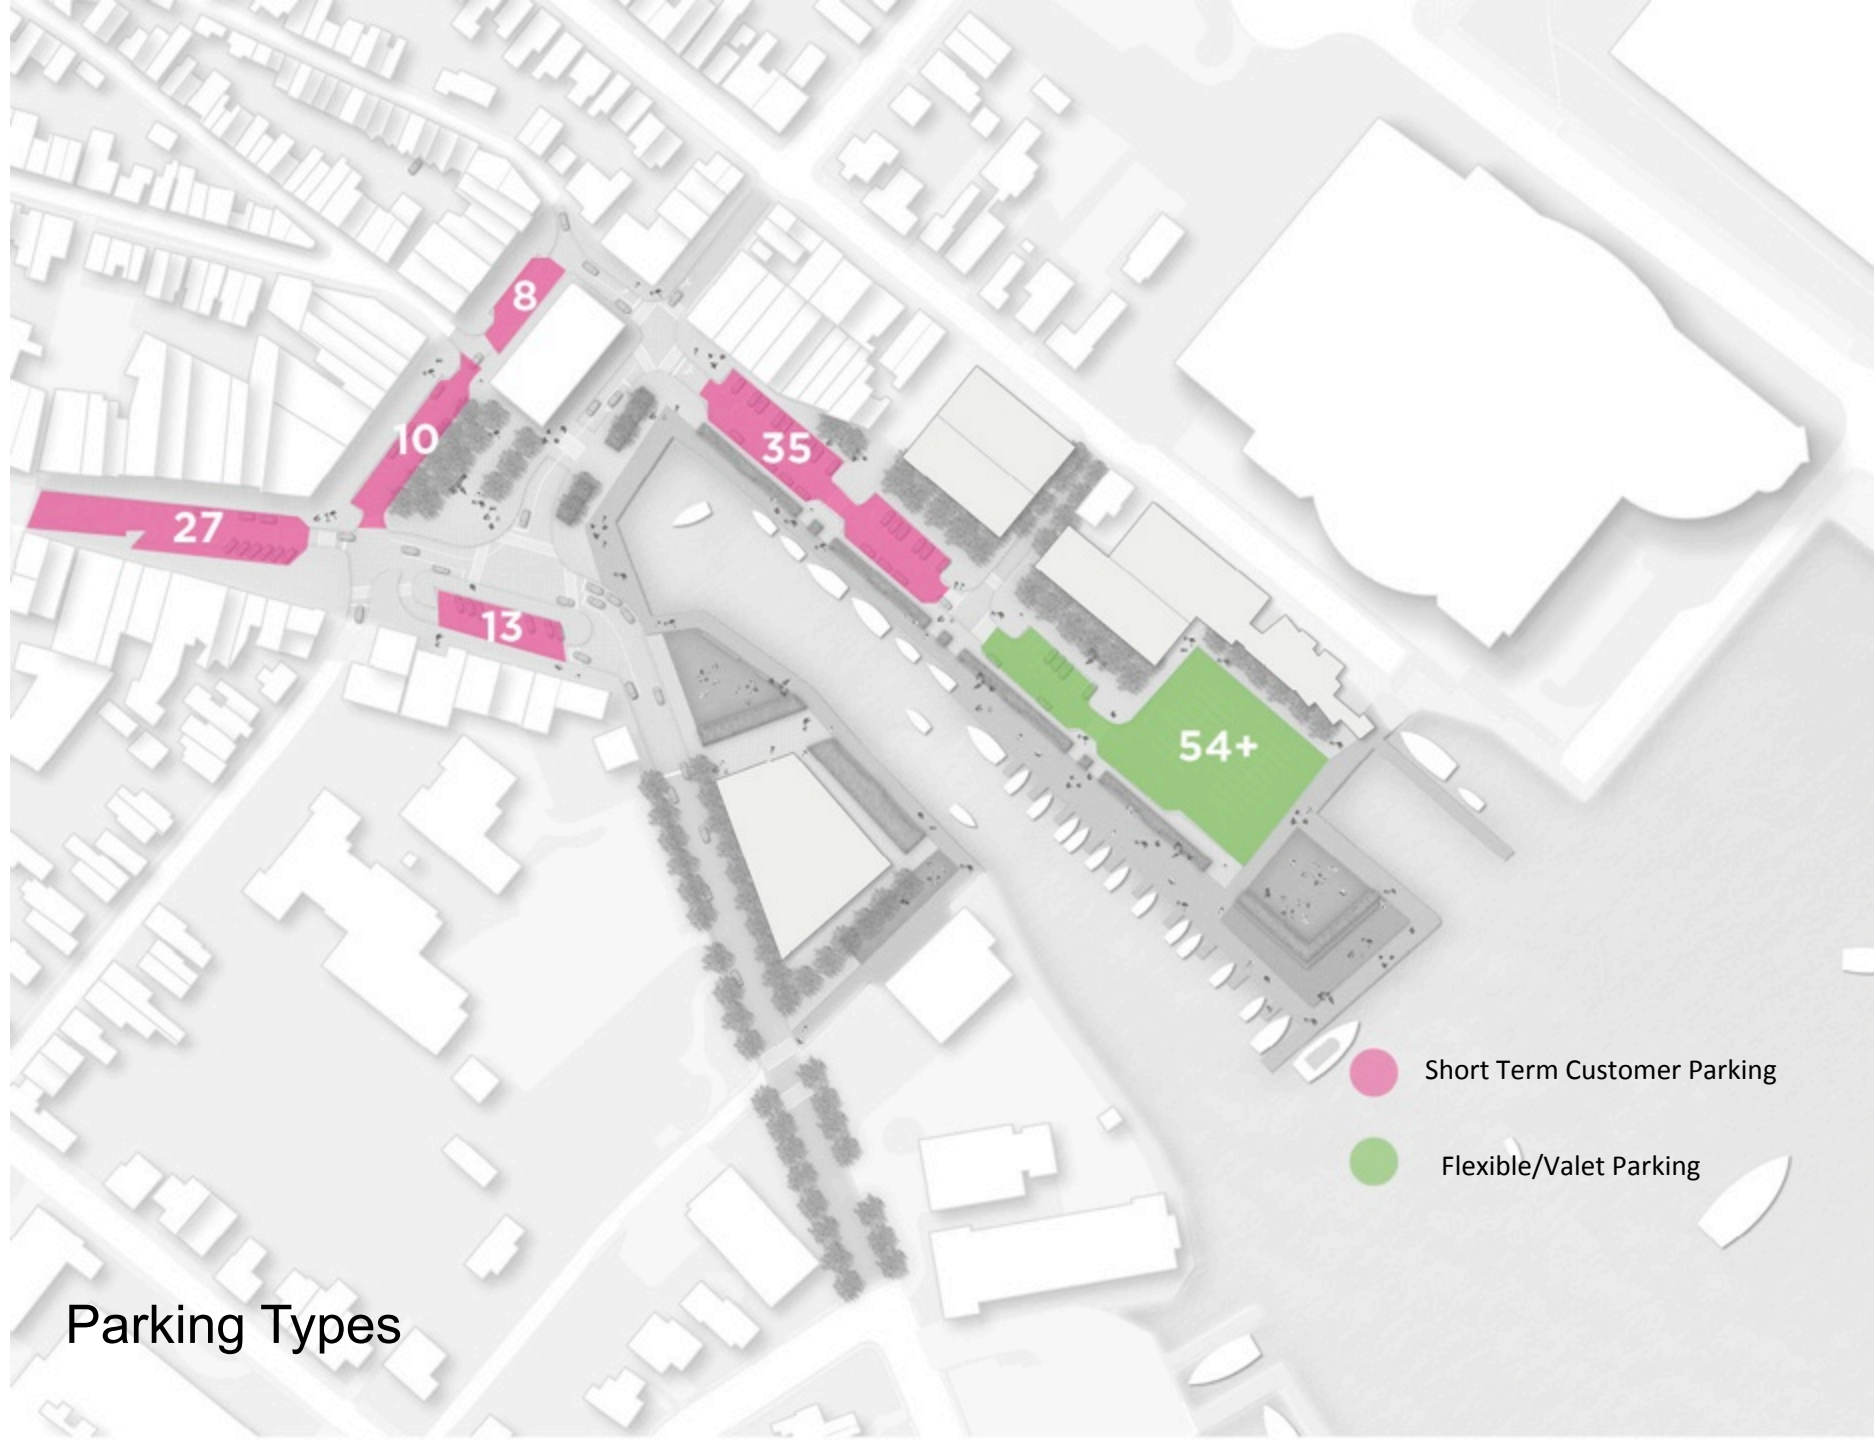 8
10
35
27
13
54+
Short Term Customer Parking
Flexible/Valet Parking
Parking Types